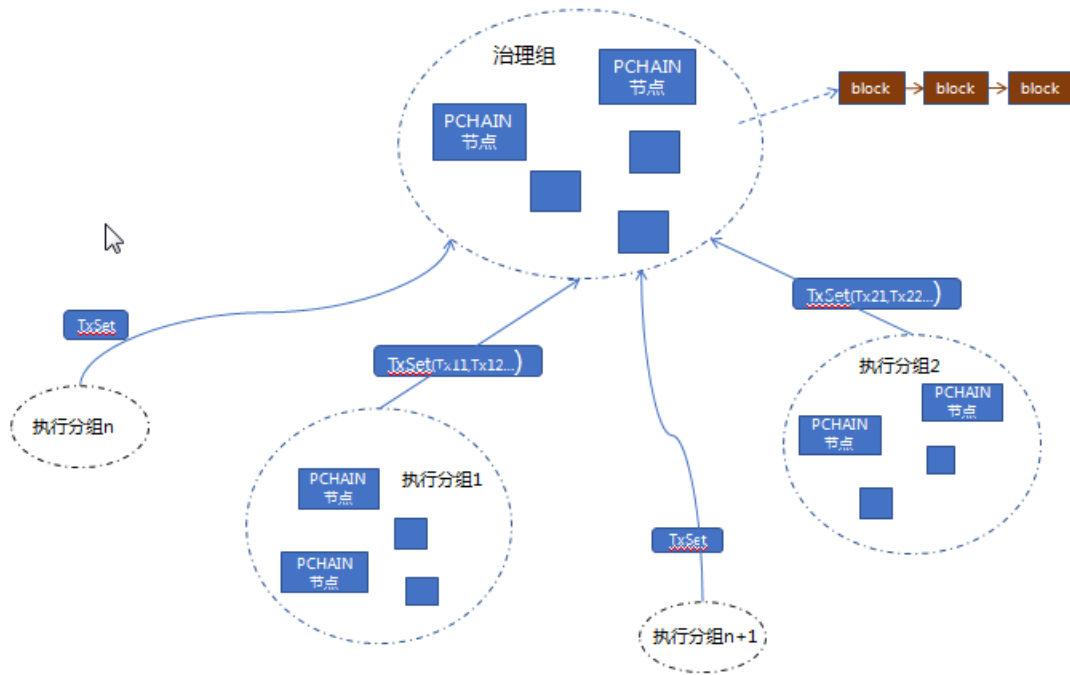 治理组
PCHAIN
节点
PCHAIN
节点
block
block
block
TxSet
TxSet(Tx11,Tx12...)
TxSet(Tx21,Tx22...)
执行分组n
执行分组1
PCHAIN
节点
PCHAIN
节点
执行分组2
PCHAIN
节点
PCHAIN
节点
TxSet
执行分组n+1